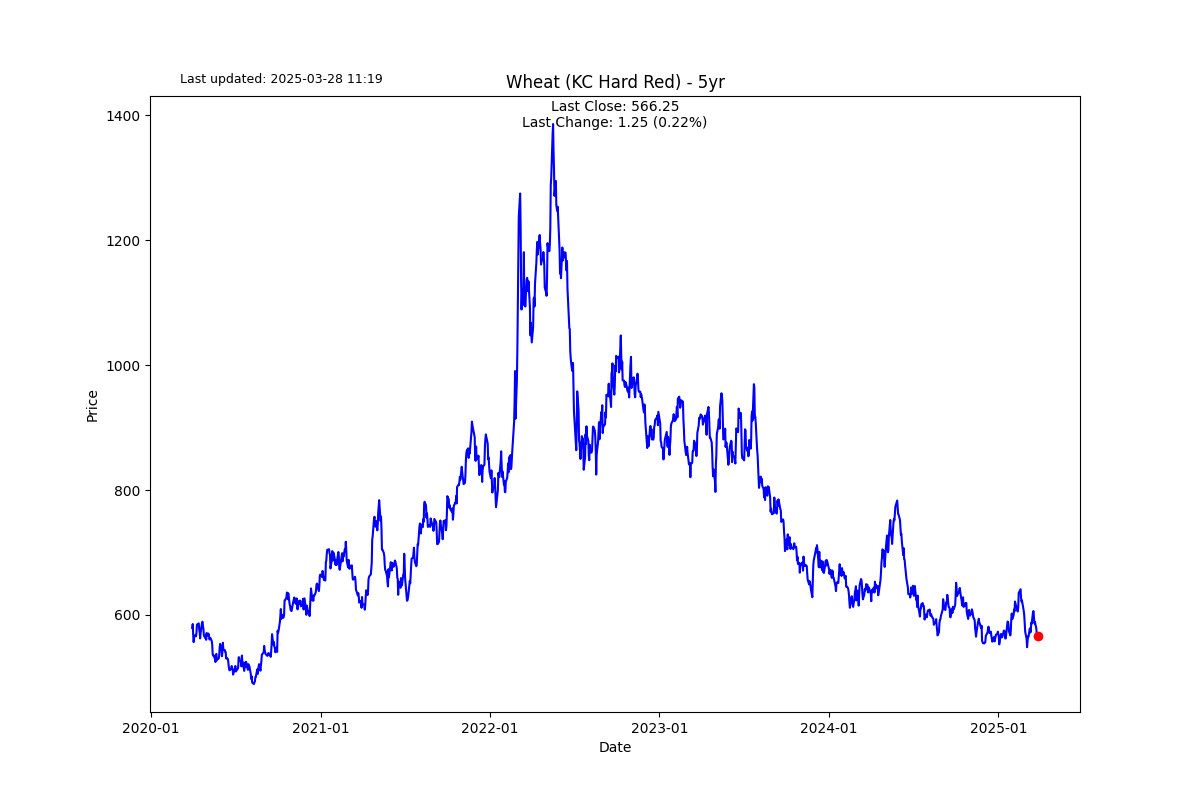 Last updated: 2025-03-28 11:19
Wheat (KC Hard Red) - 5yr
Last Close: 566.25
Last Change: 1.25 (0.22%)
1400
1200
1000
800
600
Price
2020-01 2021-01 2022-01 2023-01 2024-01 2025-01
Date